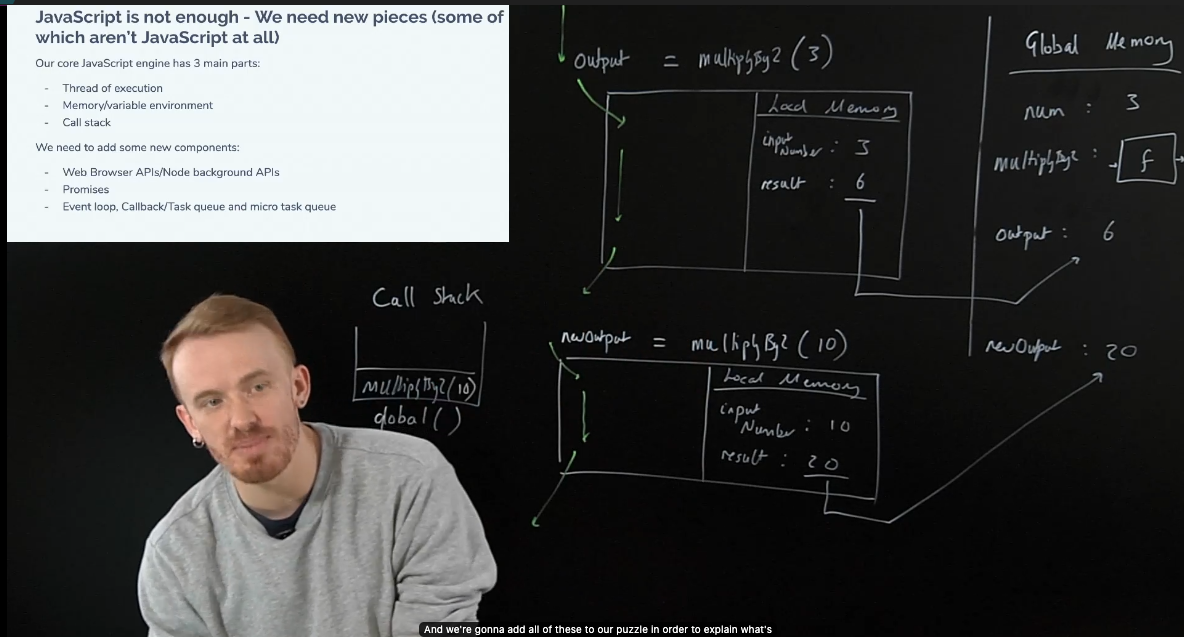 JavaScript is not enough - We need new pieces (some of
which aren't JavaScript at all)
Our core JavaScript engine has 3 main parts:
- Thread of execution
- Memory/variable environment
- Call stack
We need to add some new components:
- Web Browser APIs/Node background APIs
- Promises
- Event loop, Callback/Task queue and micro task queue
output = multiplyBy2 (3)
Local Memory
input
Number : 3
result : 6
Global Memory
num : 3
multiplyBy2 : f
output : 6
newOutput : 20
Call Stack
multiplyBy2(10)
global()
newOutput = multiplyBy2 (10)
Local Memory
input
Number : 10
result : 20
And we're gonna add all of these to our puzzle in order to explain what's